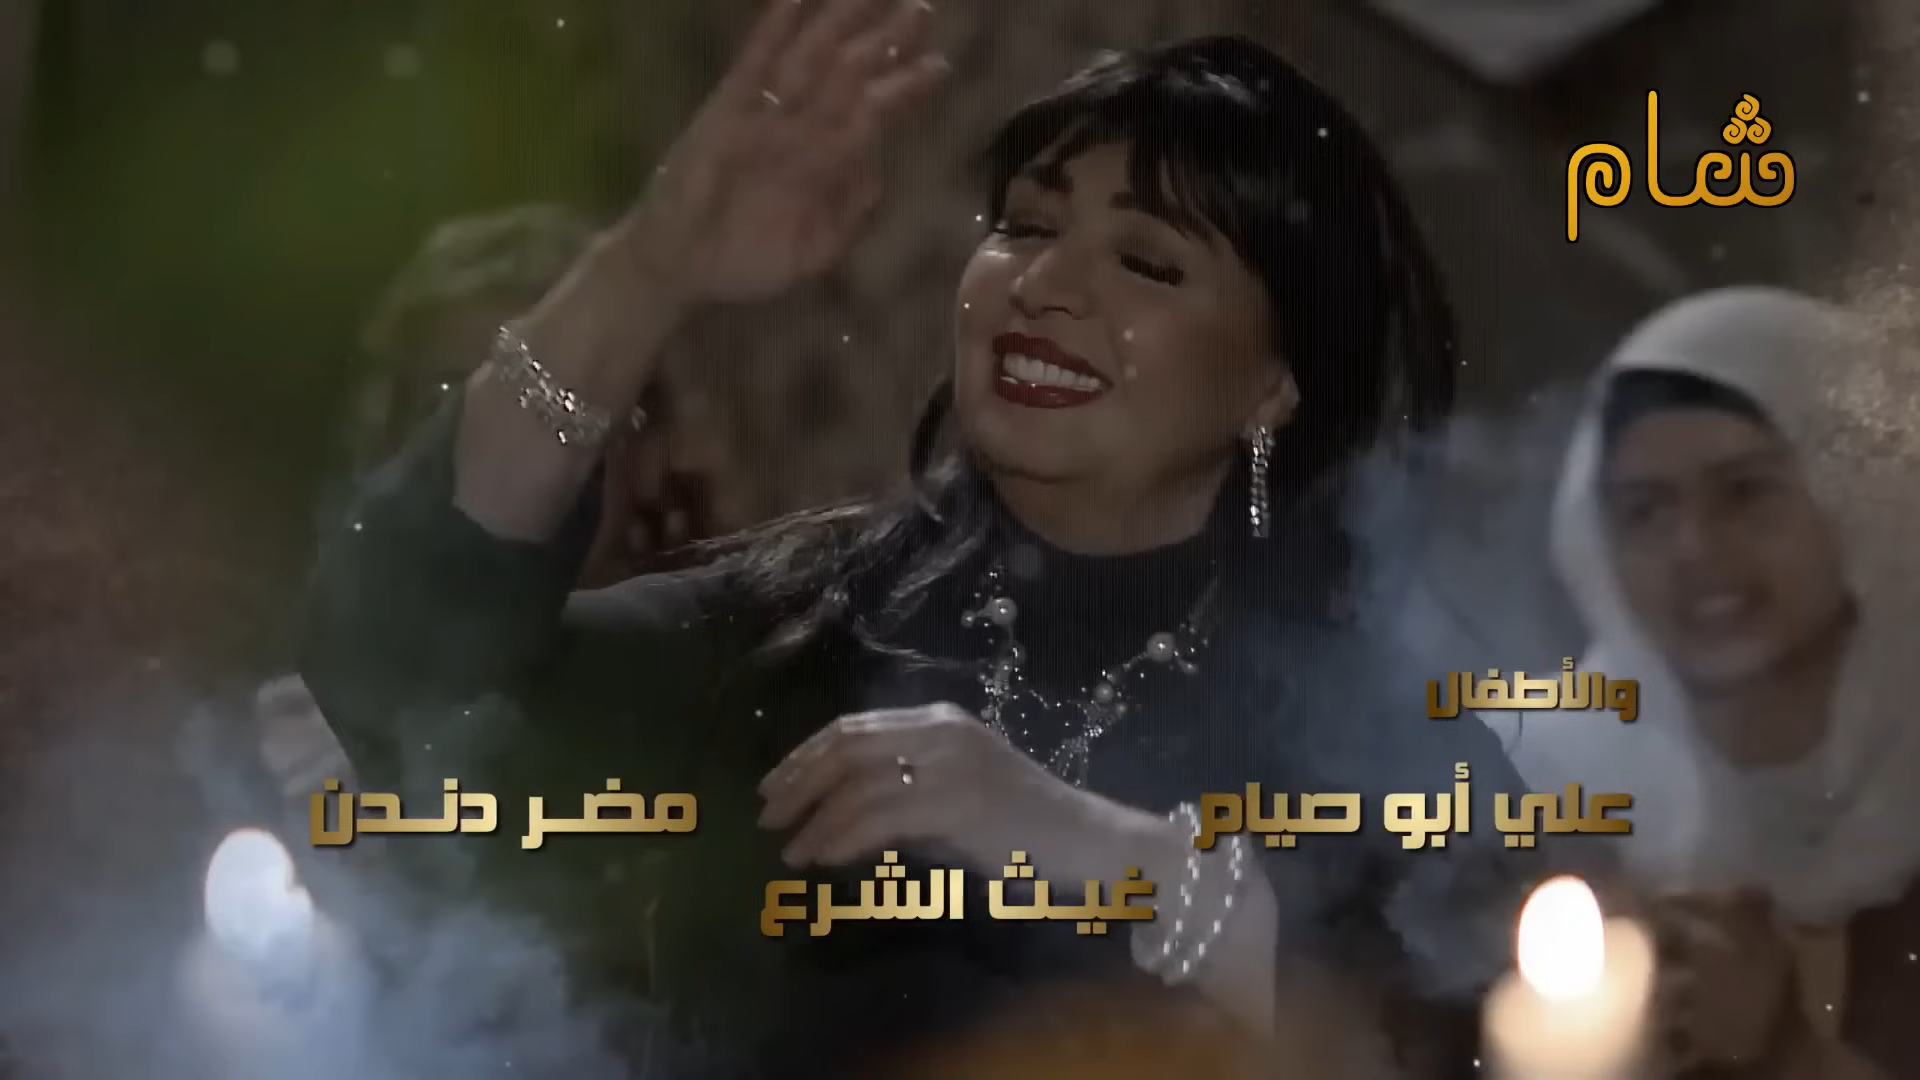 شام
والأطفال
علي أبو صيام مضر دندن
غيث الشرع